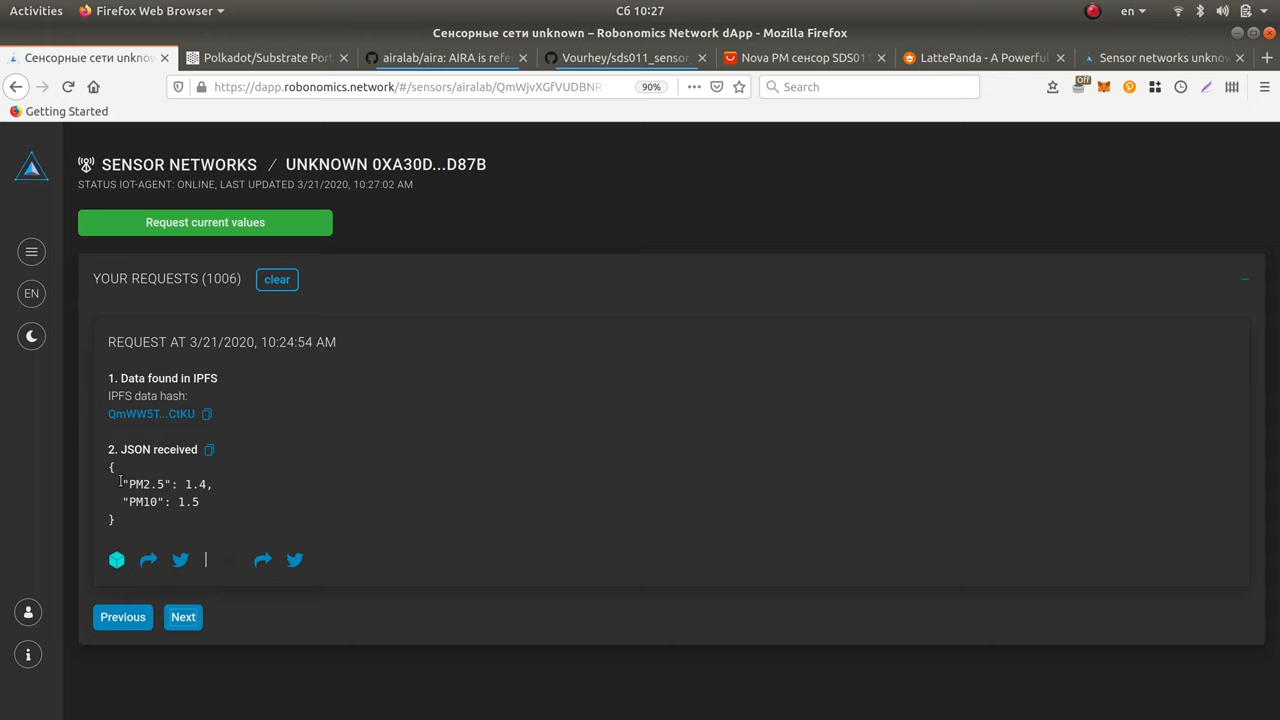 Activities
Firefox Web Browser
Сб 10:27
en
Сенсорные сети unknown – Robonomics Network dApp - Mozilla Firefox
Сенсорные сети unknow
Polkadot/Substrate Port
airalab/aira: AIRA is refer
Vourhey/sds011_sensor
Nova PM сенсор SDS011
LattePanda - A Powerful
Sensor networks unknow
https://dapp.robonomics.network/#/sensors/airalab/QmWjvXGfVUDBNR
90%
Search
Off
Getting Started
SENSOR NETWORKS / UNKNOWN 0XA30D...D87B
STATUS IOT-AGENT: ONLINE, LAST UPDATED 3/21/2020, 10:27:02 AM
Request current values
YOUR REQUESTS (1006)
clear
EN
REQUEST AT 3/21/2020, 10:24:54 AM
1. Data found in IPFS
IPFS data hash:
QmWW5T...CtKU
2. JSON received
{
"PM2.5": 1.4,
"PM10": 1.5
}
Previous
Next